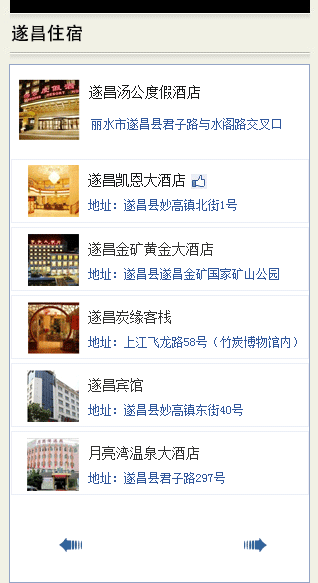 遂昌住宿
遂昌汤公度假酒店
丽水市遂昌县君子路与水阁路交叉口
遂昌凯恩大酒店
地址：遂昌县妙高镇北街1号
遂昌金矿黄金大酒店
地址：遂昌县遂昌金矿国家矿山公园
遂昌炭缘客栈
地址：上江飞龙路58号（竹炭博物馆内）
遂昌宾馆
地址：遂昌县妙高镇东街40号
月亮湾温泉大酒店
地址：遂昌县君子路297号